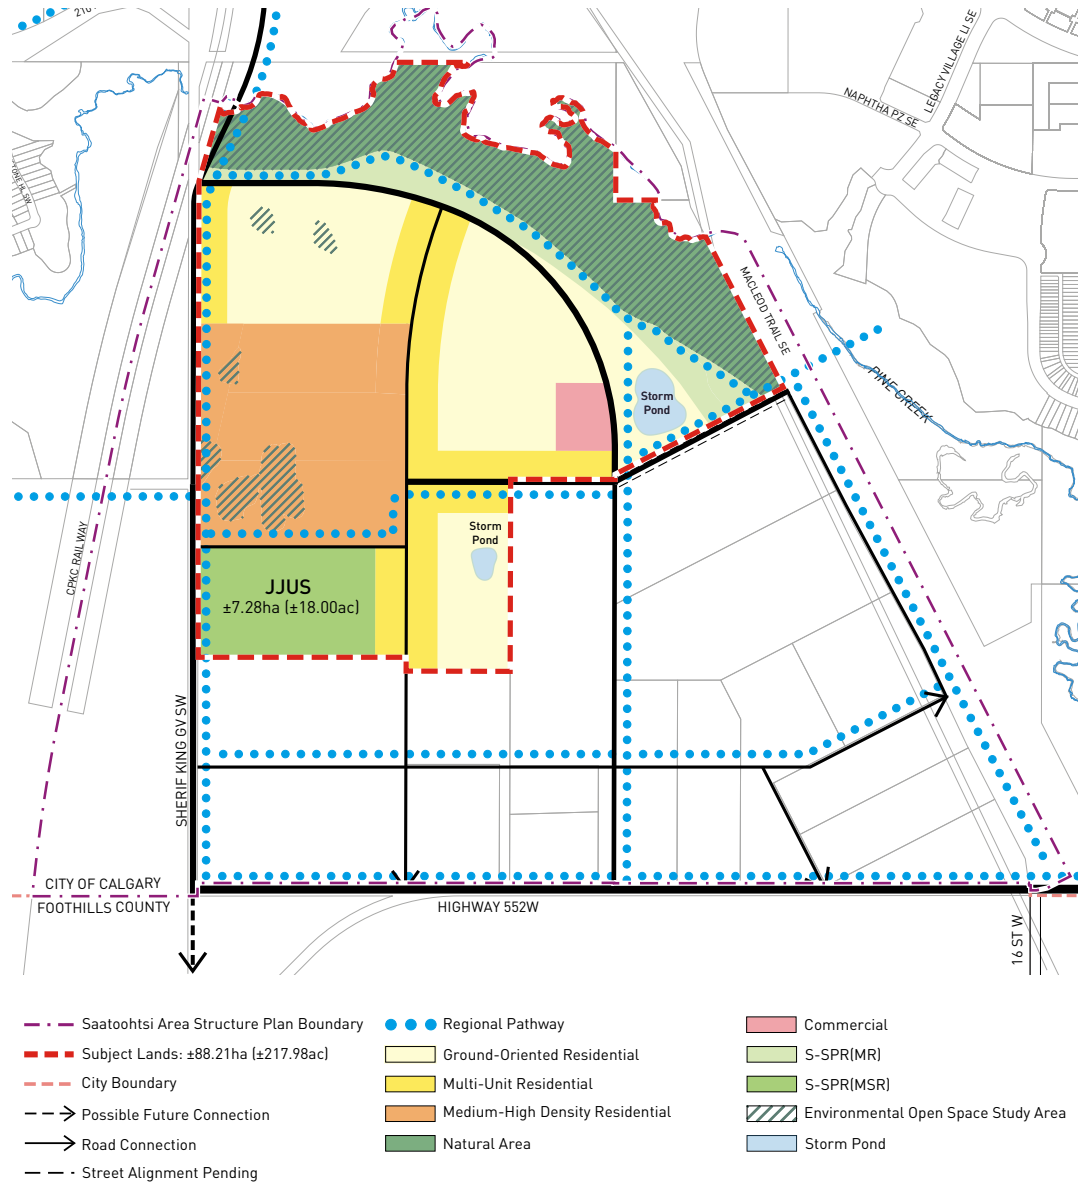 210
LEGACY VILLAGE LI SE
NAPHTHA PZ SE
MACLEOD TRAIL SE
PINE CREEK
Storm
Pond
Storm
Pond
CPKC RAILWAY
JJUS
±7.28ha (±18.00ac)
SHERIF KING GV SW
CITY OF CALGARY
FOOTHILLS COUNTY
HIGHWAY 552W
16 ST W
Saatoohtsi Area Structure Plan Boundary
Subject Lands: ±88.21ha (±217.98ac)
City Boundary
Possible Future Connection
Road Connection
Street Alignment Pending
Regional Pathway
Ground-Oriented Residential
Multi-Unit Residential
Medium-High Density Residential
Natural Area
Commercial
S-SPR(MR)
S-SPR(MSR)
Environmental Open Space Study Area
Storm Pond